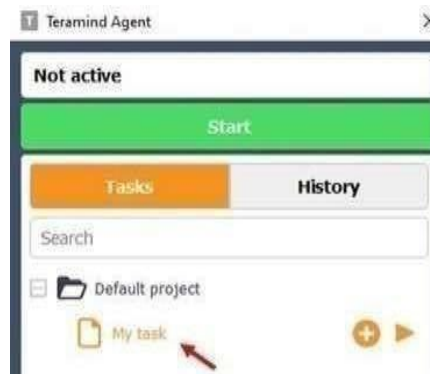 Teramind Agent
Not active
Start
Tasks History
Search
Default project
My task